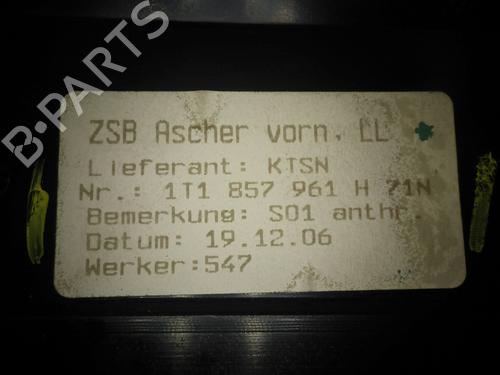 B-PARTS
ZSB Ascher vorn. LL
Lieferant: KTSN
Nr.: 1T1 857 961 H 71N
Bemerkung: S01 anthr.
Datum: 19.12.06
Werker:547